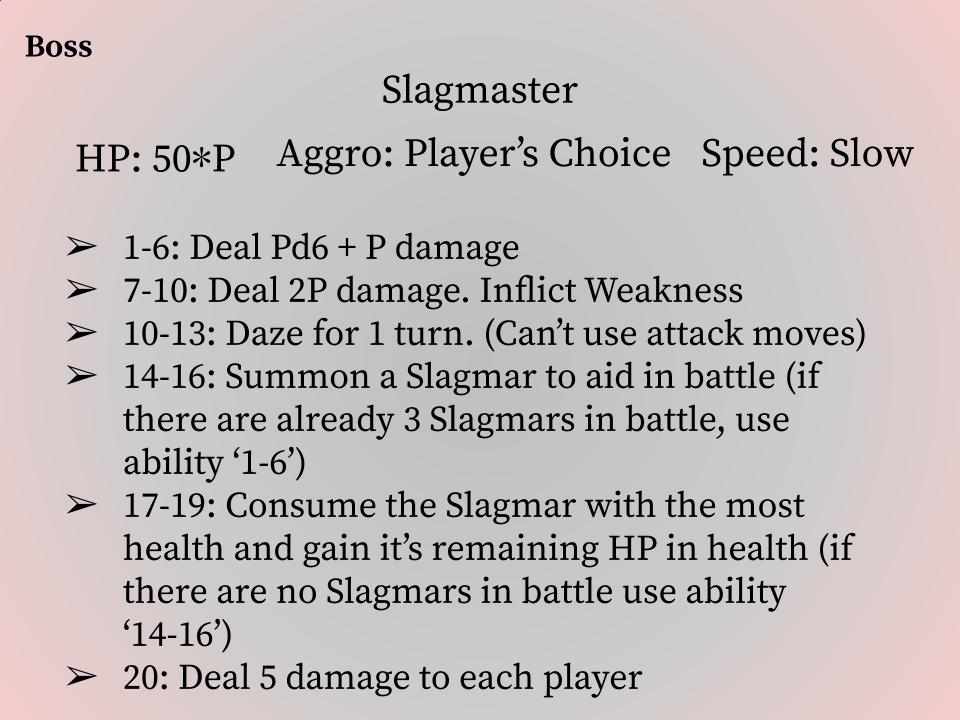 Boss
Slagmaster
HP: 50*P Aggro: Player’s Choice Speed: Slow
➢ 1-6: Deal Pd6 + P damage
➢ 7-10: Deal 2P damage. Inflict Weakness
➢ 10-13: Daze for 1 turn. (Can’t use attack moves)
➢ 14-16: Summon a Slagmar to aid in battle (if
there are already 3 Slagmars in battle, use
ability ‘1-6’)
➢ 17-19: Consume the Slagmar with the most
health and gain it’s remaining HP in health (if
there are no Slagmars in battle use ability
‘14-16’)
➢ 20: Deal 5 damage to each player